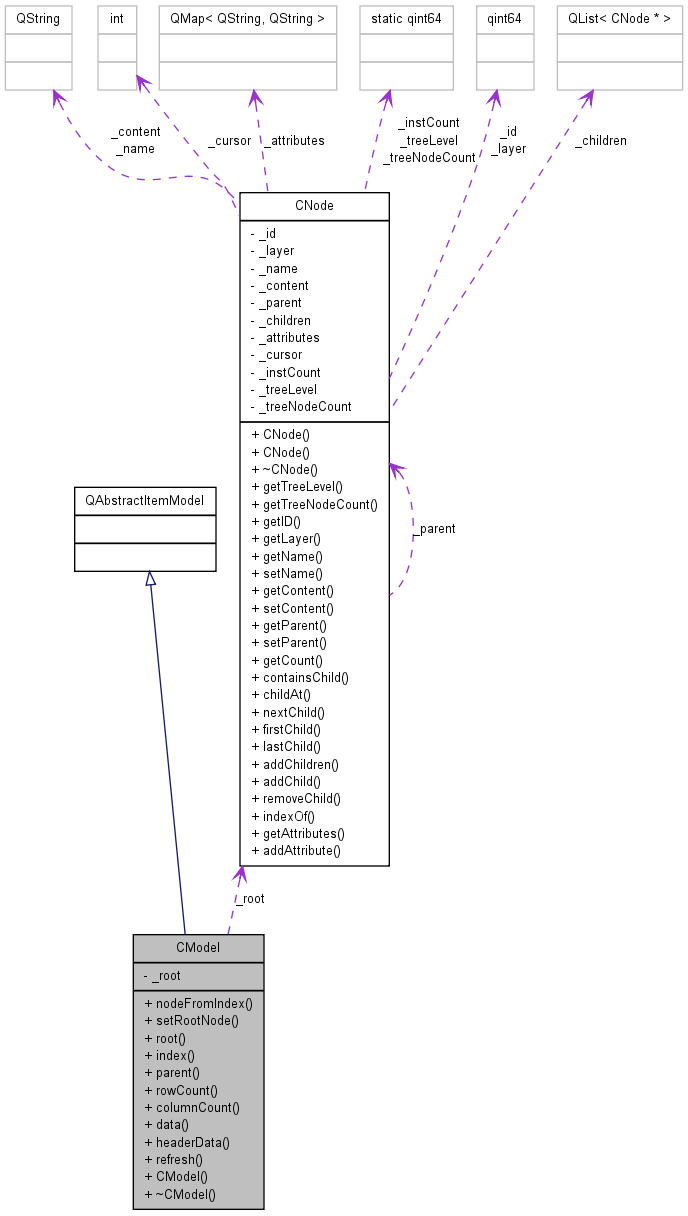 QString
int
QMap< QString, QString >
static qint64
qint64
QList< CNode * >
_content
_name
_cursor
_attributes
_instCount
_treeLevel
_treeNodeCount
_id
_layer
_children
CNode
- _id
- _layer
- _name
- _content
- _parent
- _children
- _attributes
- _cursor
- _instCount
- _treeLevel
- _treeNodeCount
+ CNode()
+ CNode()
+ ~CNode()
+ getTreeLevel()
+ getTreeNodeCount()
+ getID()
+ getLayer()
+ getName()
+ setName()
+ getContent()
+ setContent()
+ getParent()
+ setParent()
+ getCount()
+ containsChild()
+ childAt()
+ nextChild()
+ firstChild()
+ lastChild()
+ addChildren()
+ addChild()
+ removeChild()
+ indexOf()
+ getAttributes()
+ addAttribute()
QAbstractItemModel
_parent
_root
CModel
- _root
+ nodeFromIndex()
+ setRootNode()
+ root()
+ index()
+ parent()
+ rowCount()
+ columnCount()
+ data()
+ headerData()
+ refresh()
+ CModel()
+ ~CModel()